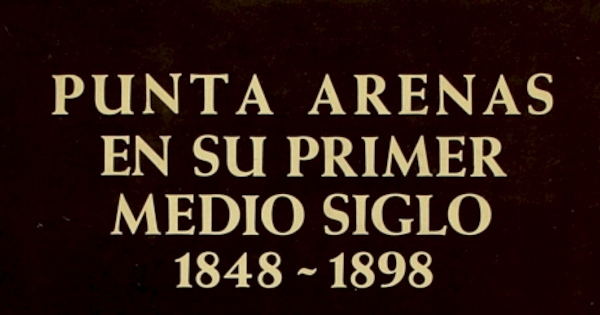 PUNTA ARENAS
EN SU PRIMER
MEDIO SIGLO
1848 ~ 1898